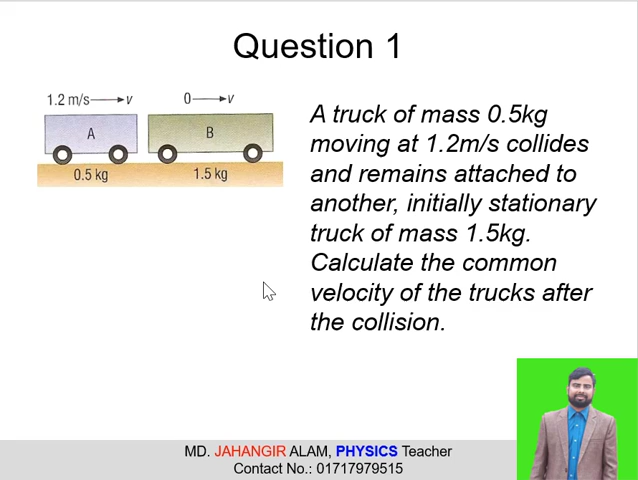 Question 1
1.2 m/s v
0 v
A
B
0.5 kg
1.5 kg
A truck of mass 0.5kg
moving at 1.2m/s collides
and remains attached to
another, initially stationary
truck of mass 1.5kg.
Calculate the common
velocity of the trucks after
the collision.
MD. JAHANGIR ALAM, PHYSICS Teacher
Contact No.: 01717979515